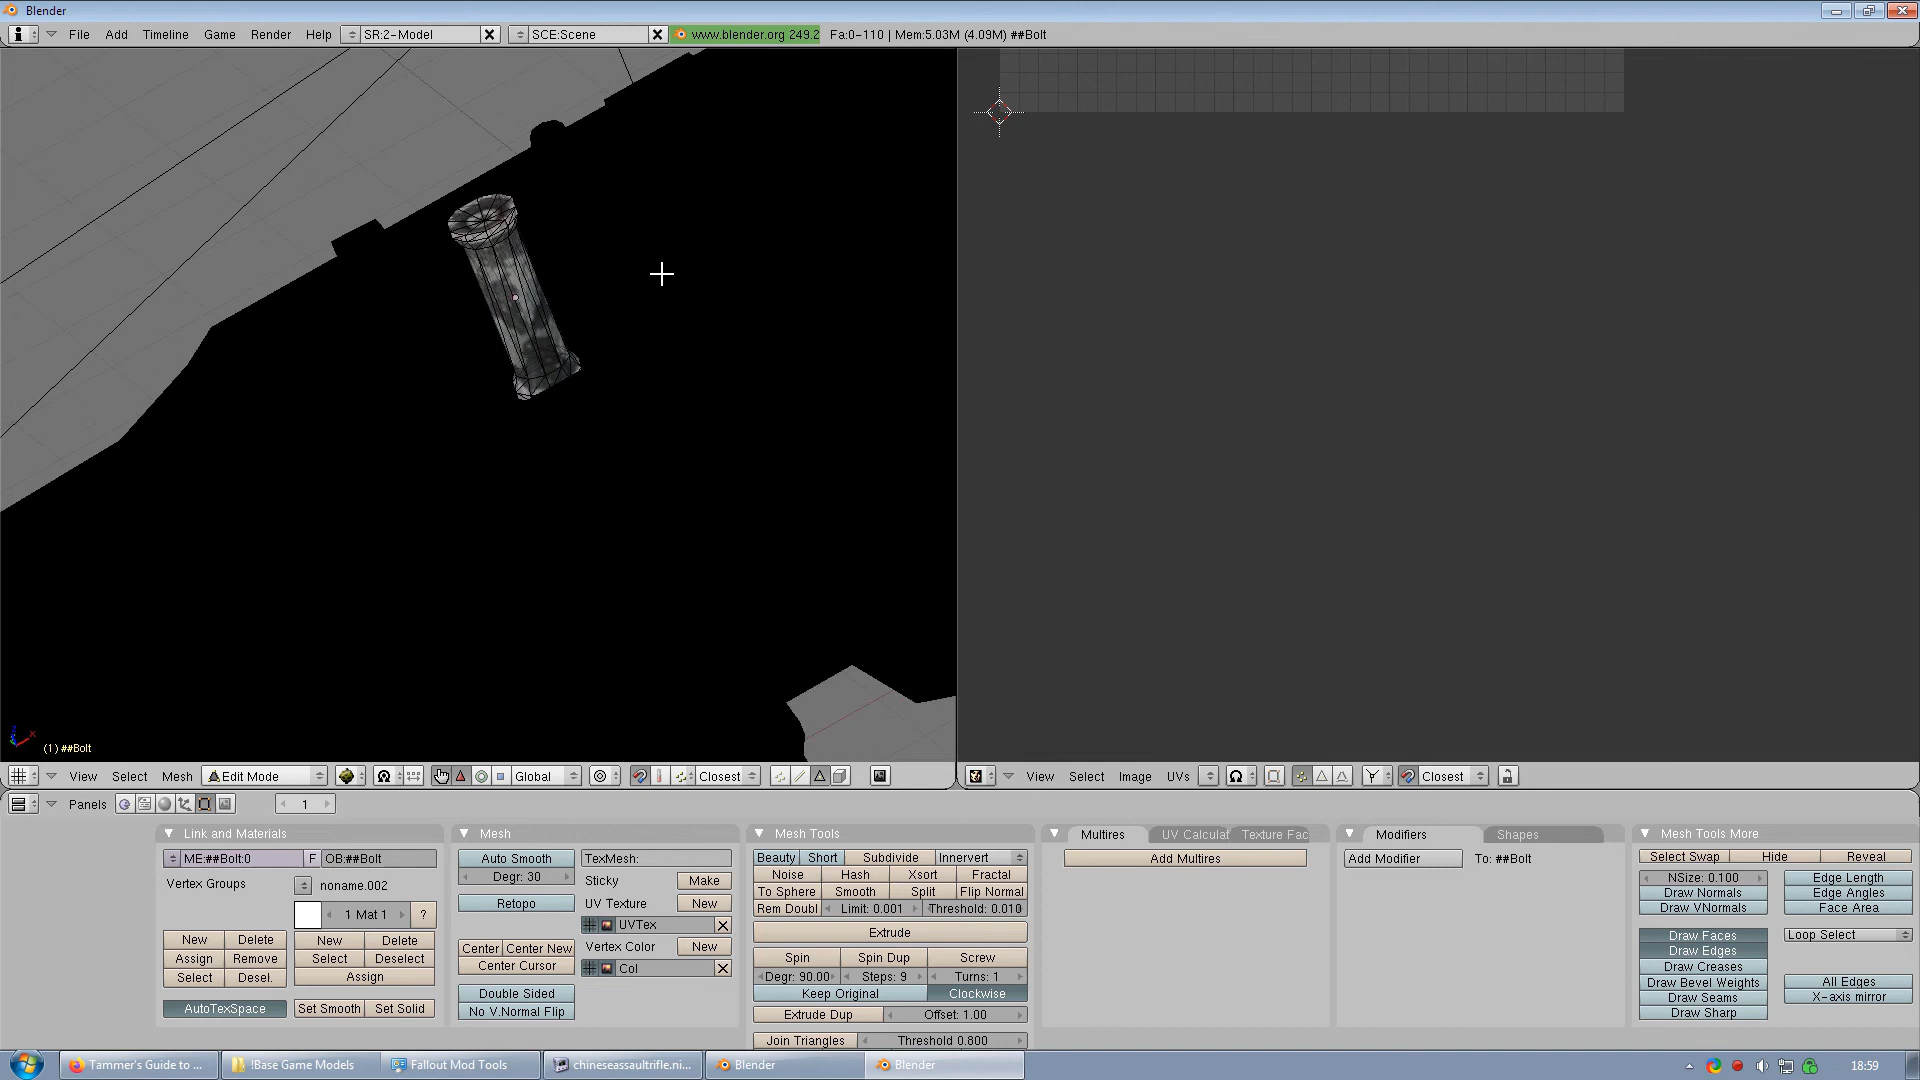 Blender
File Add Timeline Game Render Help SR:2-Model SCE:Scene www.blender.org 249.2 Fa:0-110 | Mem:5.03M (4.09M) ##Bolt
(1) ##Bolt
View Select Mesh Edit Mode Global Closest
View Select Image UVs Closest
Panels 1
Link and Materials
ME:##Bolt:0 F OB:##Bolt
Vertex Groups
noname.002
1 Mat 1 ?
New Delete New Delete
Assign Remove Select Deselect
Select Desel. Assign
AutoTexSpace Set Smooth Set Solid
Mesh
Auto Smooth TexMesh:
Degr: 30 Sticky Make
Retopo UV Texture New
UVTex
Center Center New Vertex Color New
Center Cursor Col
Double Sided
No V.Normal Flip
Mesh Tools
Beauty Short Subdivide Innervert
Noise Hash Xsort Fractal
To Sphere Smooth Split Flip Normal
Rem Doubl Limit: 0.001 Threshold: 0.010
Extrude
Spin Spin Dup Screw
Degr: 90.00 Steps: 9 Turns: 1
Keep Original Clockwise
Extrude Dup Offset: 1.00
Join Triangles Threshold 0.800
Multires UV Calculat Texture Fac
Add Multires
Modifiers Shapes
Add Modifier To: ##Bolt
Mesh Tools More
Select Swap Hide Reveal
NSize: 0.100 Edge Length
Draw Normals Edge Angles
Draw VNormals Face Area
Draw Faces Loop Select
Draw Edges
Draw Creases
Draw Bevel Weights All Edges
Draw Seams X-axis mirror
Draw Sharp
Tammer's Guide to ... !Base Game Models Fallout Mod Tools chineseassaultrifle.ni... Blender Blender 18:59